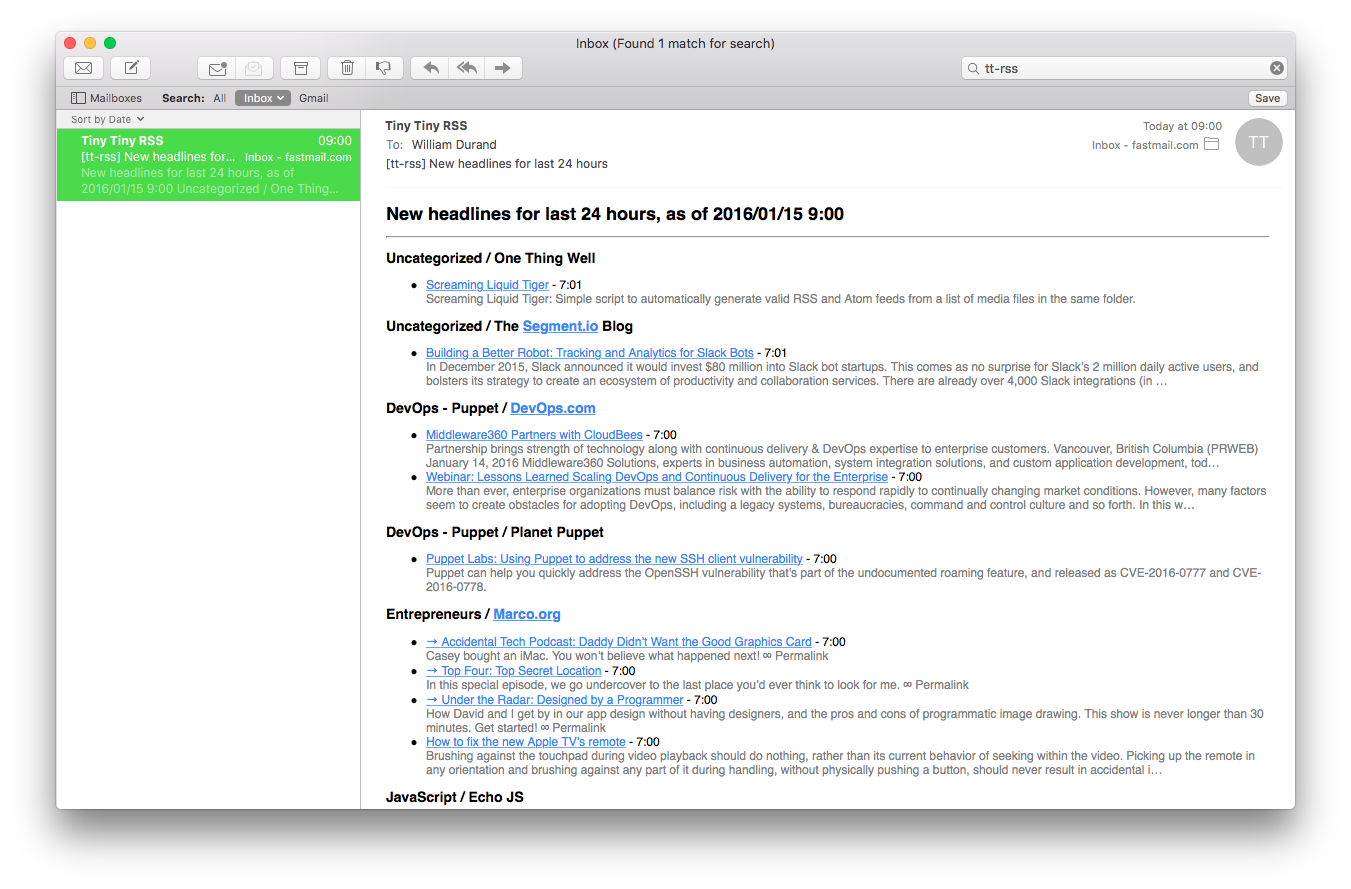 Inbox (Found 1 match for search)
tt-rss
Mailboxes Search: All Inbox Gmail Save
Sort by Date
Tiny Tiny RSS 09:00
[tt-rss] New headlines for... Inbox - fastmail.com
New headlines for last 24 hours, as of
2016/01/15 9:00 Uncategorized / One Thing...
Tiny Tiny RSS
Today at 09:00
To: William Durand
Inbox - fastmail.com
TT
[tt-rss] New headlines for last 24 hours
New headlines for last 24 hours, as of 2016/01/15 9:00
Uncategorized / One Thing Well
• Screaming Liquid Tiger - 7:01
Screaming Liquid Tiger: Simple script to automatically generate valid RSS and Atom feeds from a list of media files in the same folder.
Uncategorized / The Segment.io Blog
• Building a Better Robot: Tracking and Analytics for Slack Bots - 7:01
In December 2015, Slack announced it would invest $80 million into Slack bot startups. This comes as no surprise for Slack's 2 million daily active users, and
bolsters its strategy to create an ecosystem of productivity and collaboration services. There are already over 4,000 Slack integrations (in …
DevOps - Puppet / DevOps.com
• Middleware360 Partners with CloudBees - 7:00
Partnership brings strength of technology along with continuous delivery & DevOps expertise to enterprise customers. Vancouver, British Columbia (PRWEB)
January 14, 2016 Middleware360 Solutions, experts in business automation, system integration solutions, and custom application development, tod…
• Webinar: Lessons Learned Scaling DevOps and Continuous Delivery for the Enterprise - 7:00
More than ever, enterprise organizations must balance risk with the ability to respond rapidly to continually changing market conditions. However, many factors
seem to create obstacles for adopting DevOps, including a legacy systems, bureaucracies, command and control culture and so forth. In this w…
DevOps - Puppet / Planet Puppet
• Puppet Labs: Using Puppet to address the new SSH client vulnerability - 7:00
Puppet can help you quickly address the OpenSSH vulnerability that's part of the undocumented roaming feature, and released as CVE-2016-0777 and CVE-
2016-0778.
Entrepreneurs / Marco.org
• → Accidental Tech Podcast: Daddy Didn't Want the Good Graphics Card - 7:00
Casey bought an iMac. You won't believe what happened next! ∞ Permalink
• → Top Four: Top Secret Location - 7:00
In this special episode, we go undercover to the last place you'd ever think to look for me. ∞ Permalink
• → Under the Radar: Designed by a Programmer - 7:00
How David and I get by in our app design without having designers, and the pros and cons of programmatic image drawing. This show is never longer than 30
minutes. Get started! ∞ Permalink
• How to fix the new Apple TV's remote - 7:00
Brushing against the touchpad during video playback should do nothing, rather than its current behavior of seeking within the video. Picking up the remote in
any orientation and brushing against any part of it during handling, without physically pushing a button, should never result in accidental i…
JavaScript / Echo JS